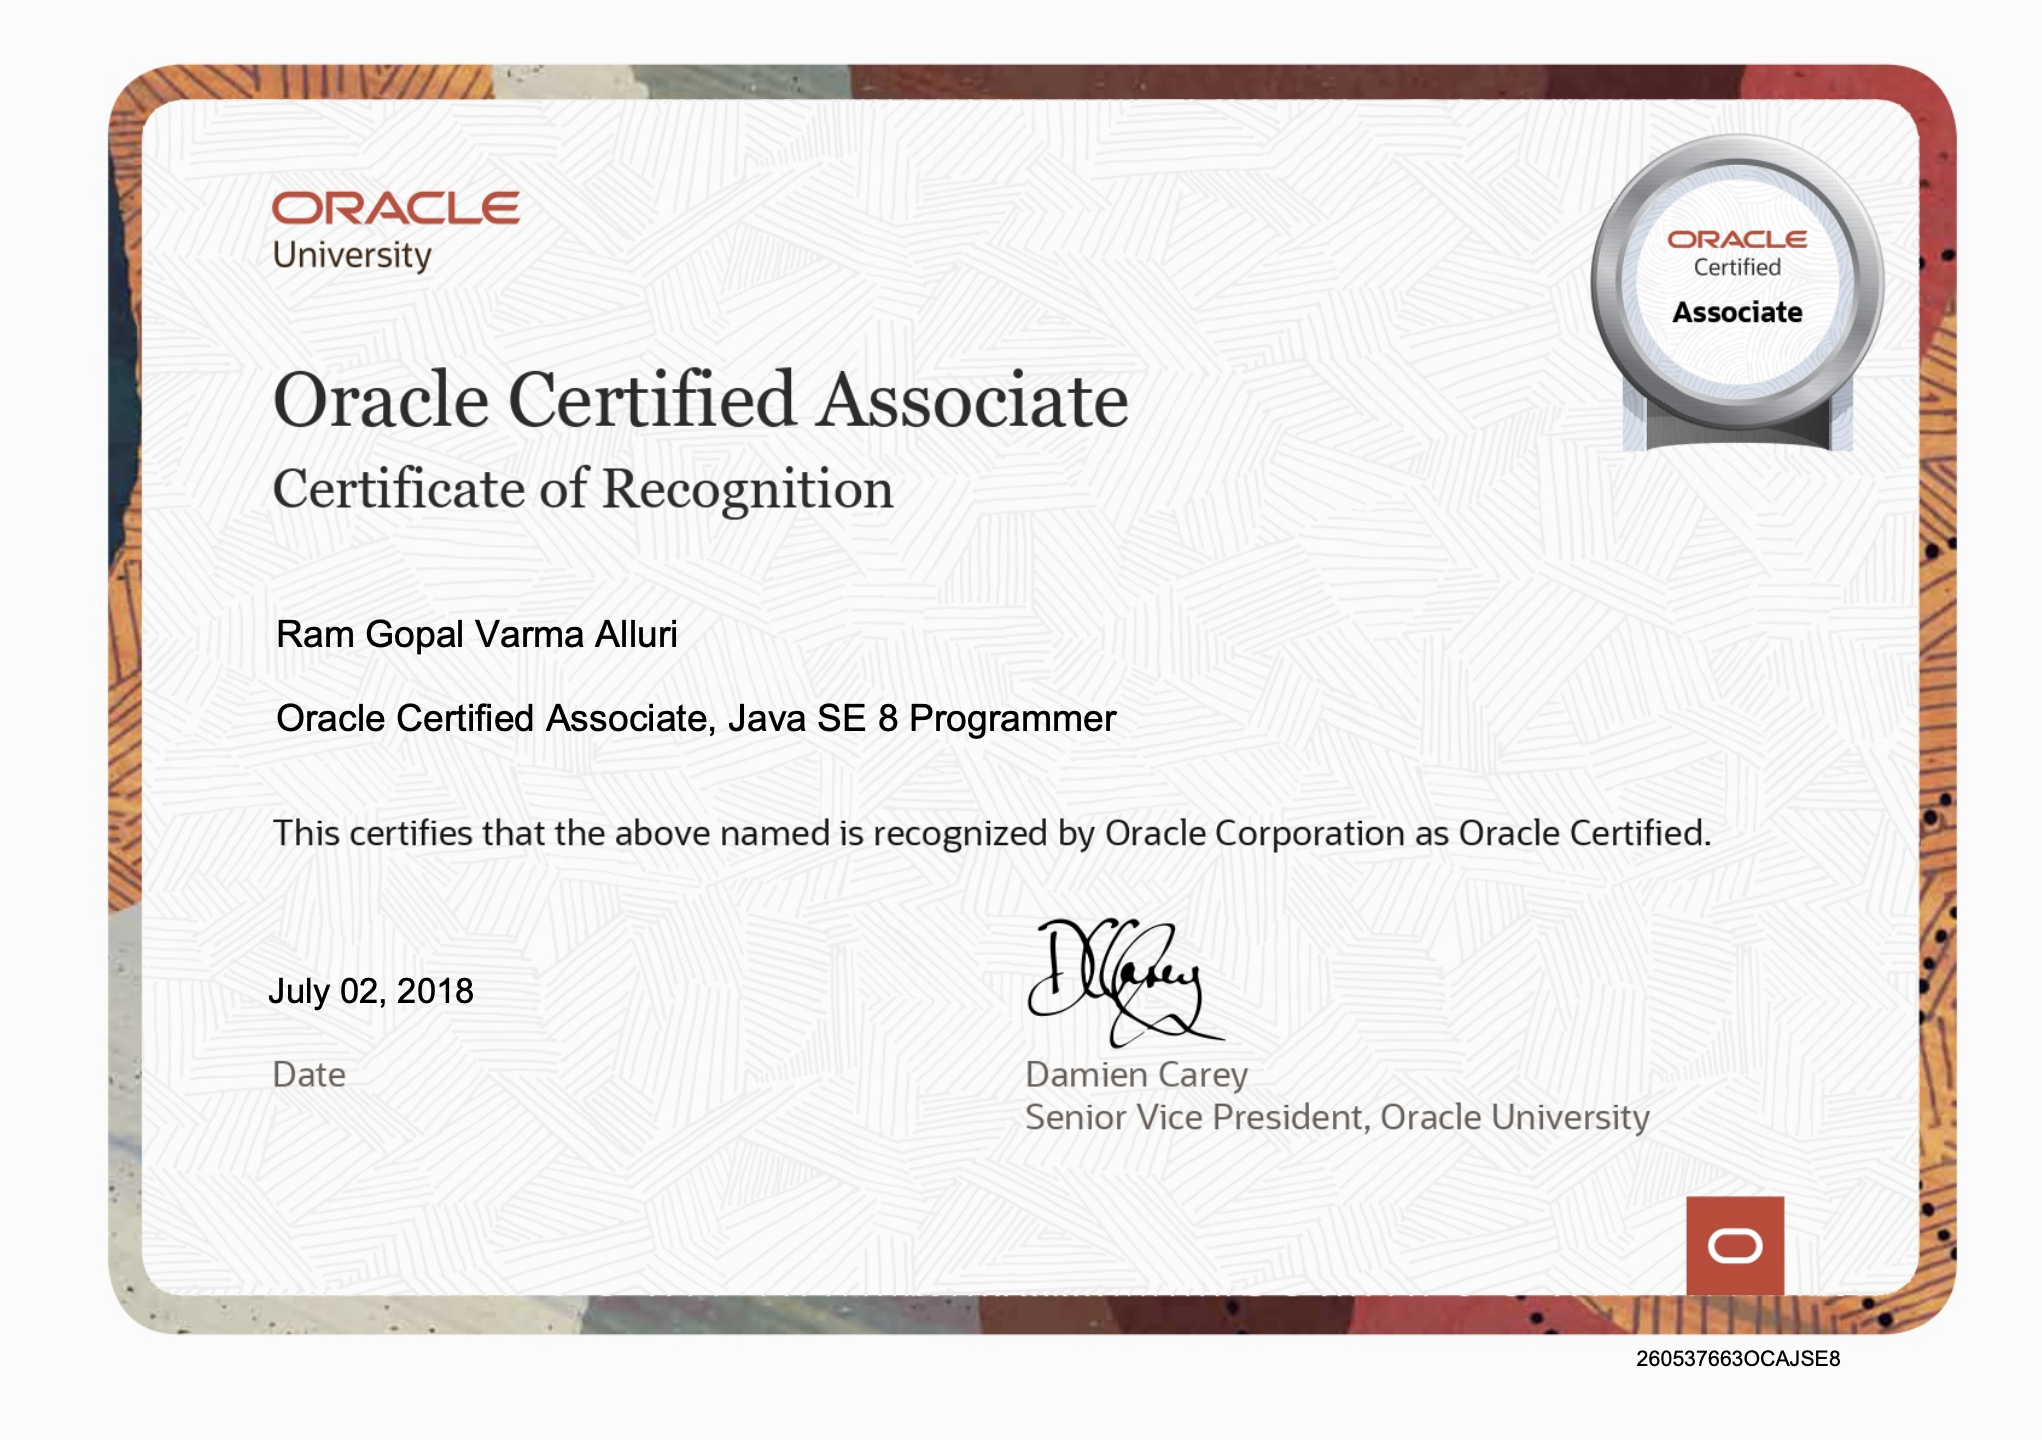 ORACLE
University
ORACLE
Certified
Associate
Oracle Certified Associate
Certificate of Recognition
Ram Gopal Varma Alluri
Oracle Certified Associate, Java SE 8 Programmer
This certifies that the above named is recognized by Oracle Corporation as Oracle Certified.
July 02, 2018
DCCarey
Date
Damien Carey
Senior Vice President, Oracle University
260537663OCAJSE8